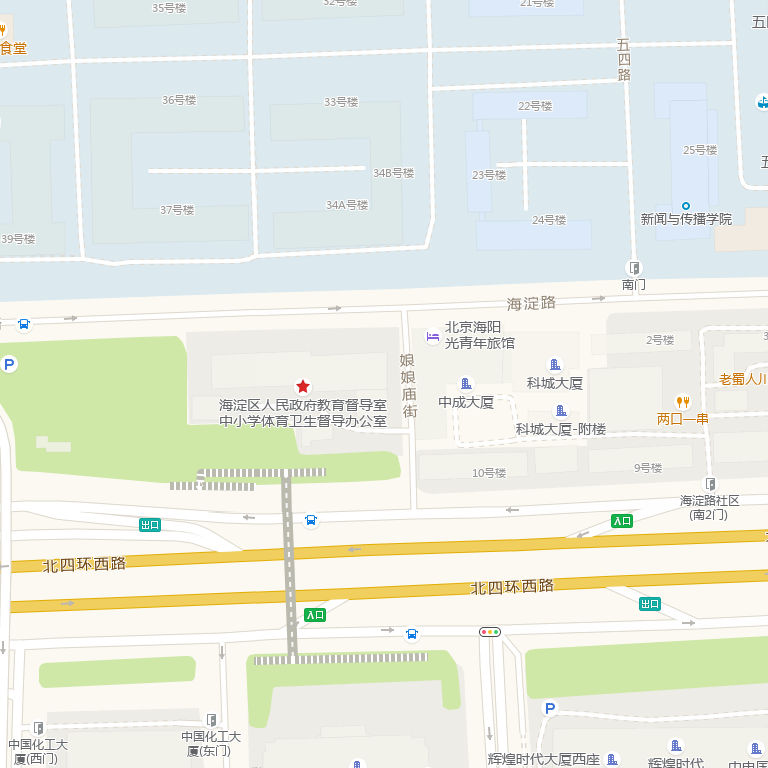 35号楼
32号楼
21号楼
五四
食堂
五四路
36号楼
33号楼
22号楼
25号楼
34B号楼
23号楼
37号楼
34A号楼
24号楼
新闻与传播学院
39号楼
南门
海淀路
北京海阳
光青年旅馆
2号楼
娘娘庙街
科城大厦
老蜀人川
海淀区人民政府教育督导室
中小学体育卫生督导办公室
中成大厦
两口一串
科城大厦-附楼
10号楼
9号楼
海淀路社区
(南2门)
出口
入口
北四环西路
北四环西路
入口
出口
中国化工大
厦(西门)
中国化工大
厦(东门)
P
P
辉煌时代大厦西座
辉煌时代